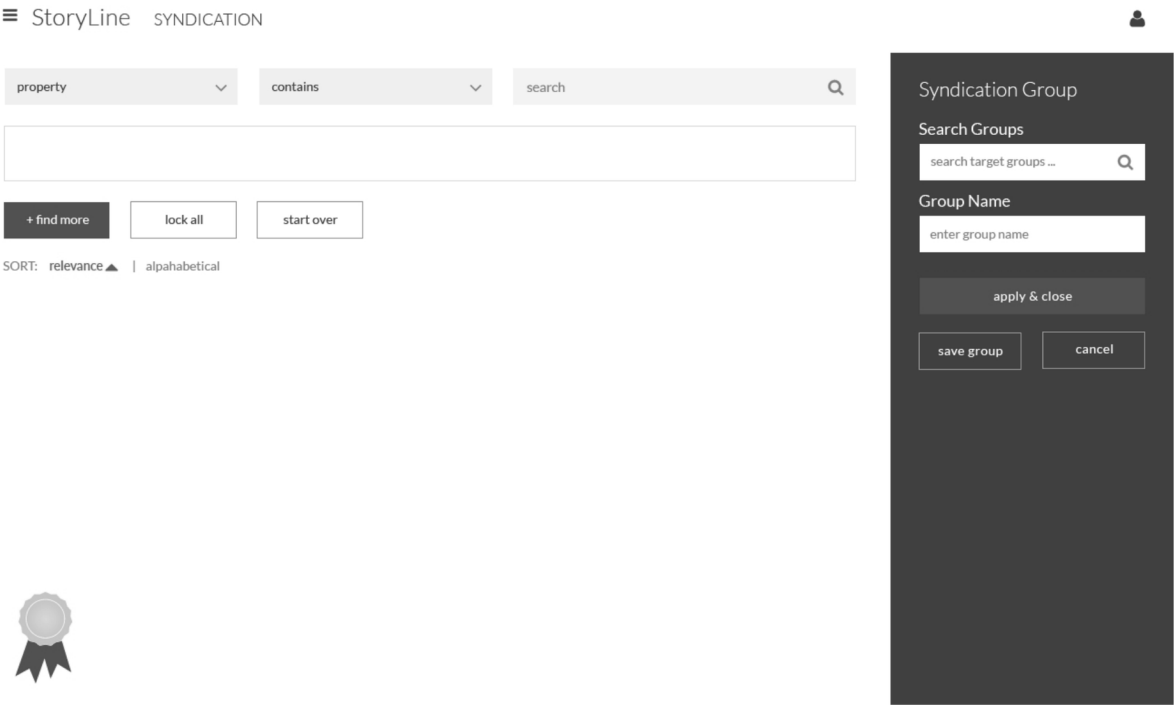 StoryLine SYNDICATION
property contains search
+ find more lock all start over
SORT: relevance | alpahabetical
Syndication Group
Search Groups
search target groups ...
Group Name
enter group name
apply & close
save group cancel